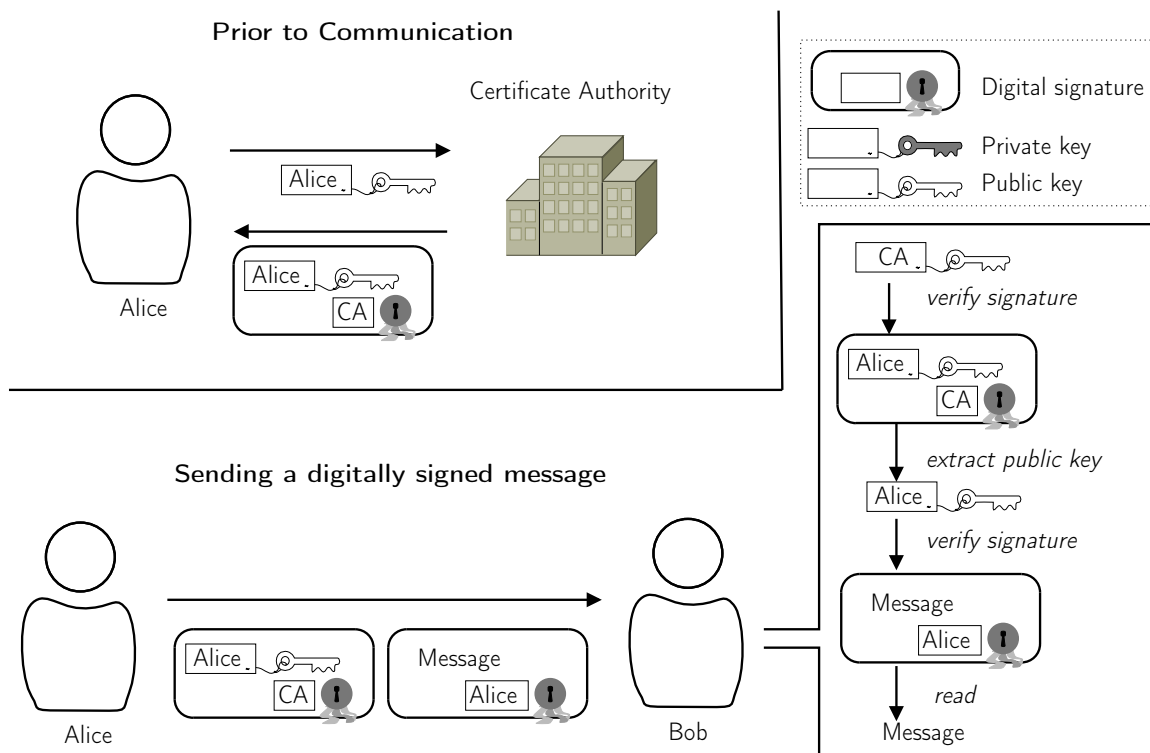 Prior to Communication
Certificate Authority
Alice
Alice
Alice
CA
Digital signature
Private key
Public key
CA
verify signature
Alice
CA
extract public key
Alice
verify signature
Message
Alice
read
Message
Sending a digitally signed message
Alice
CA
Message
Alice
Alice
Bob